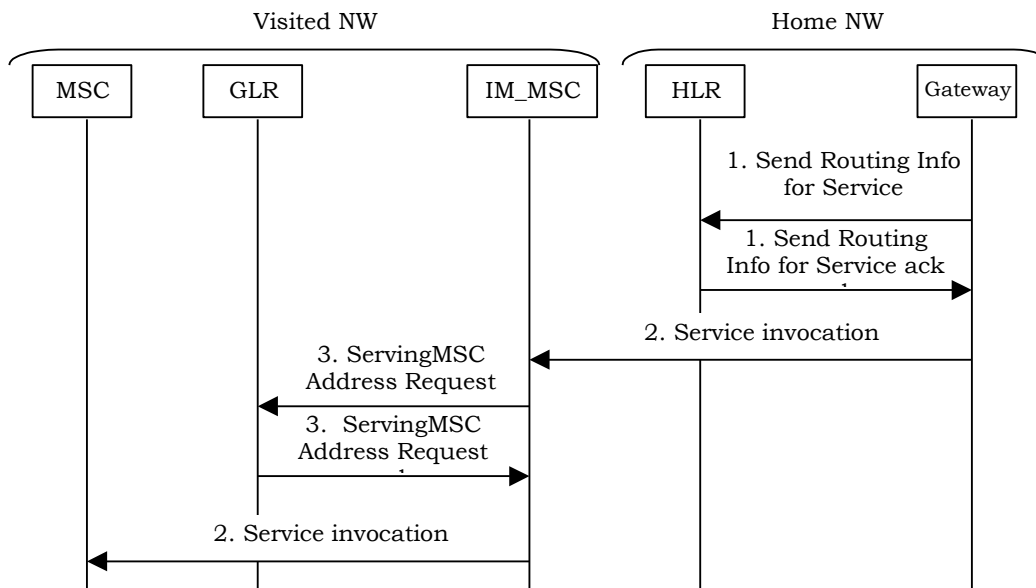 Visited NW
Home NW
MSC
GLR
IM_MSC
HLR
Gateway
1. Send Routing Info
for Service
1. Send Routing
Info for Service ack
2. Service invocation
3. ServingMSC
Address Request
3. ServingMSC
Address Request
2. Service invocation